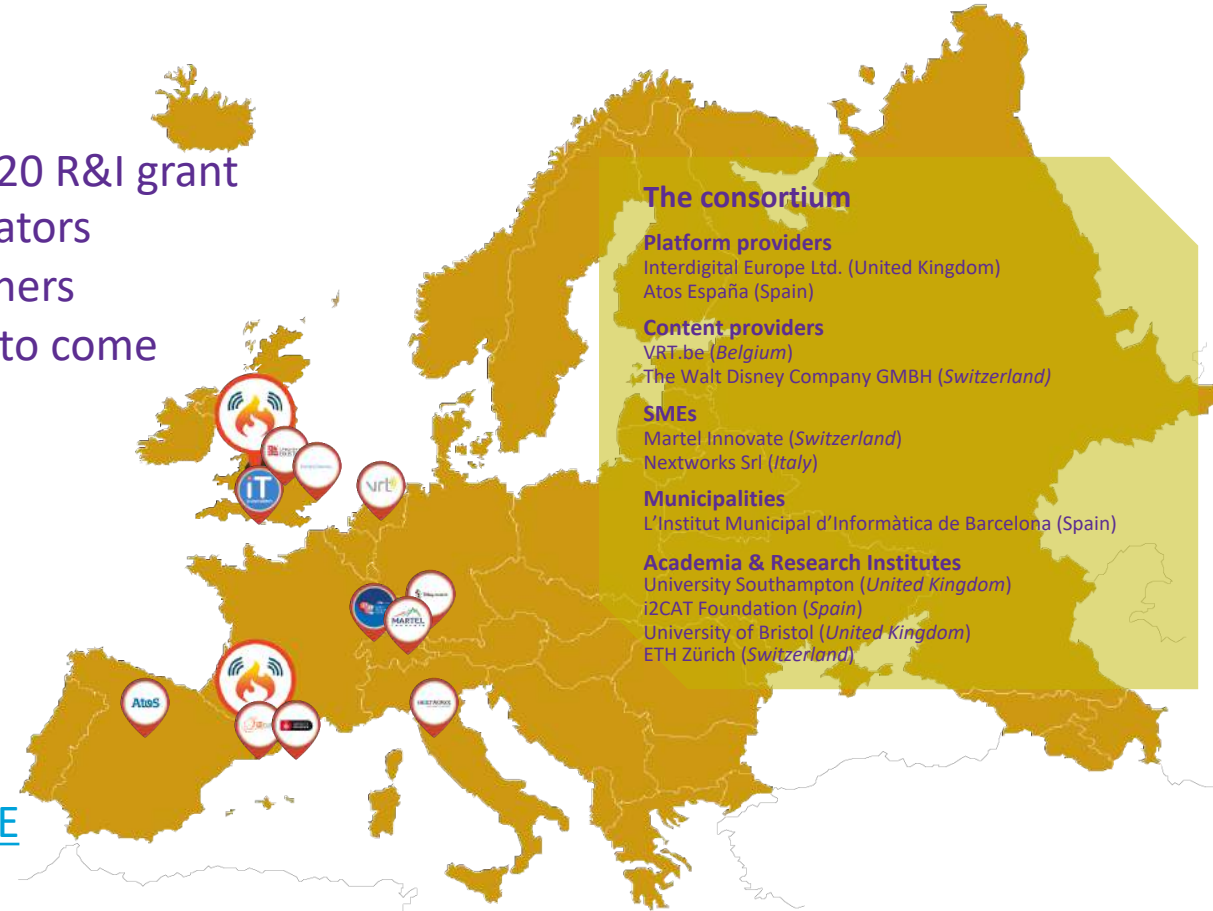 20 R&I grant
ators
ners
to come
E
The consortium
Platform providers
Interdigital Europe Ltd. (United Kingdom)
Atos España (Spain)
Content providers
VRT.be (Belgium)
The Walt Disney Company GMBH (Switzerland)
SMEs
Martel Innovate (Switzerland)
Nextworks Srl (Italy)
Municipalities
L'Institut Municipal d'Informàtica de Barcelona (Spain)
Academia & Research Institutes
University Southampton (United Kingdom)
i2CAT Foundation (Spain)
University of Bristol (United Kingdom)
ETH Zürich (Switzerland)
iT
vrt
MARTEL
AtoS
NEXTWORKS